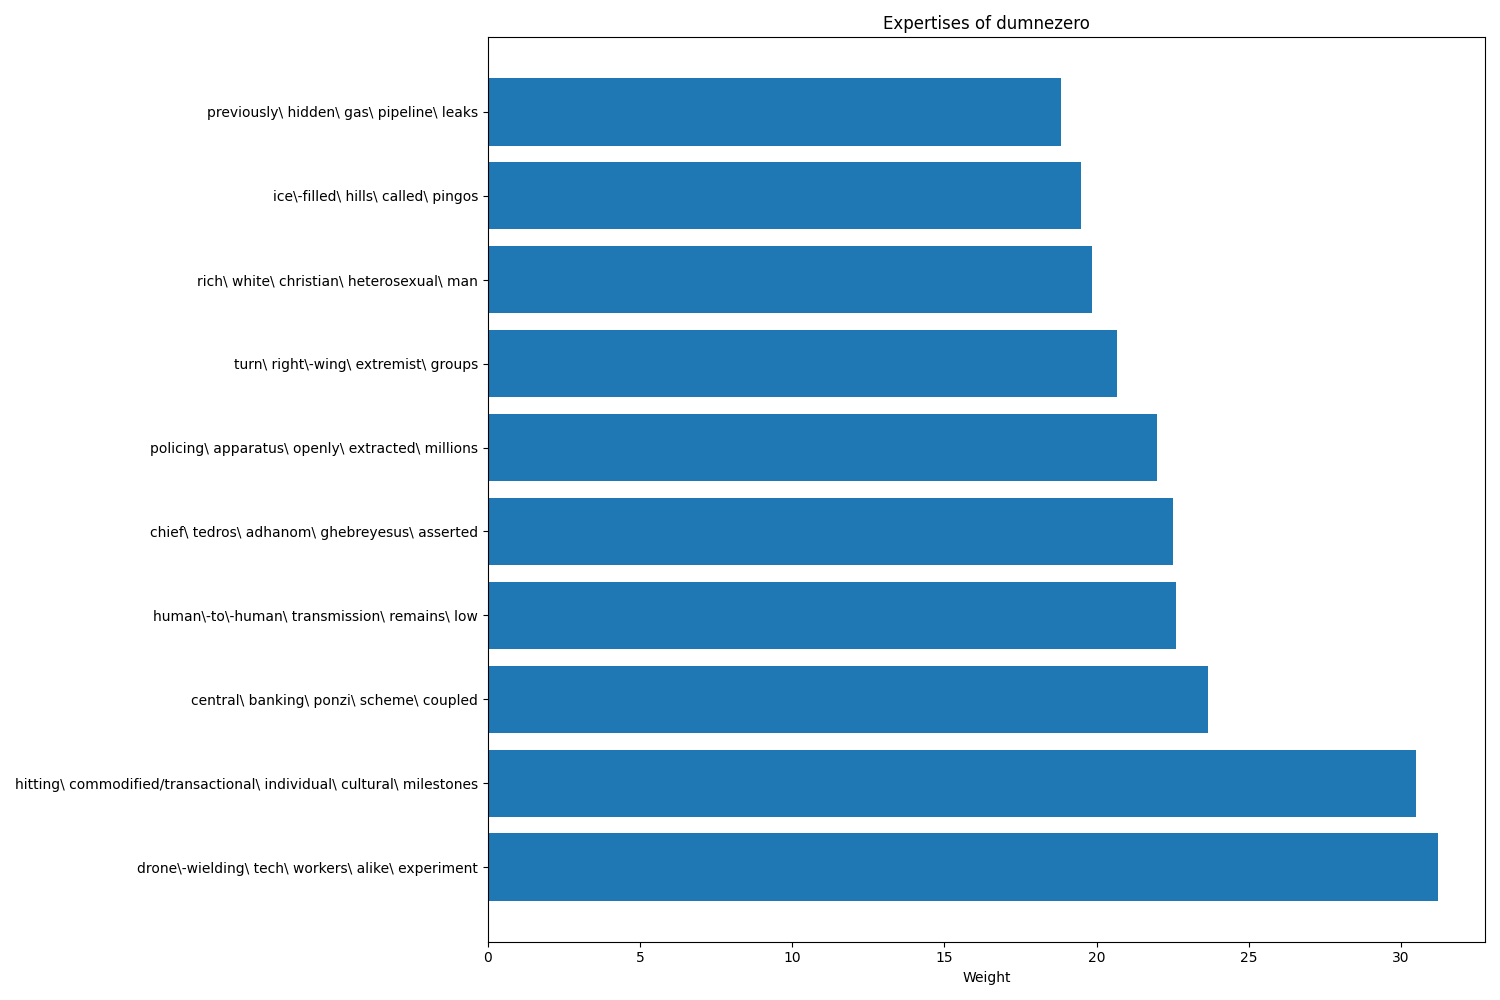 Expertises of dumnezero
previously\ hidden\ gas\ pipeline\ leaks
ice\-filled\ hills\ called\ pingos
rich\ white\ christian\ heterosexual\ man
turn\ right\-wing\ extremist\ groups
policing\ apparatus\ openly\ extracted\ millions
chief\ tedros\ adhanom\ ghebreyesus\ asserted
human\-to\-human\ transmission\ remains\ low
central\ banking\ ponzi\ scheme\ coupled
hitting\ commodified/transactional\ individual\ cultural\ milestones
drone\-wielding\ tech\ workers\ alike\ experiment
0 5 10 15 20 25 30
Weight